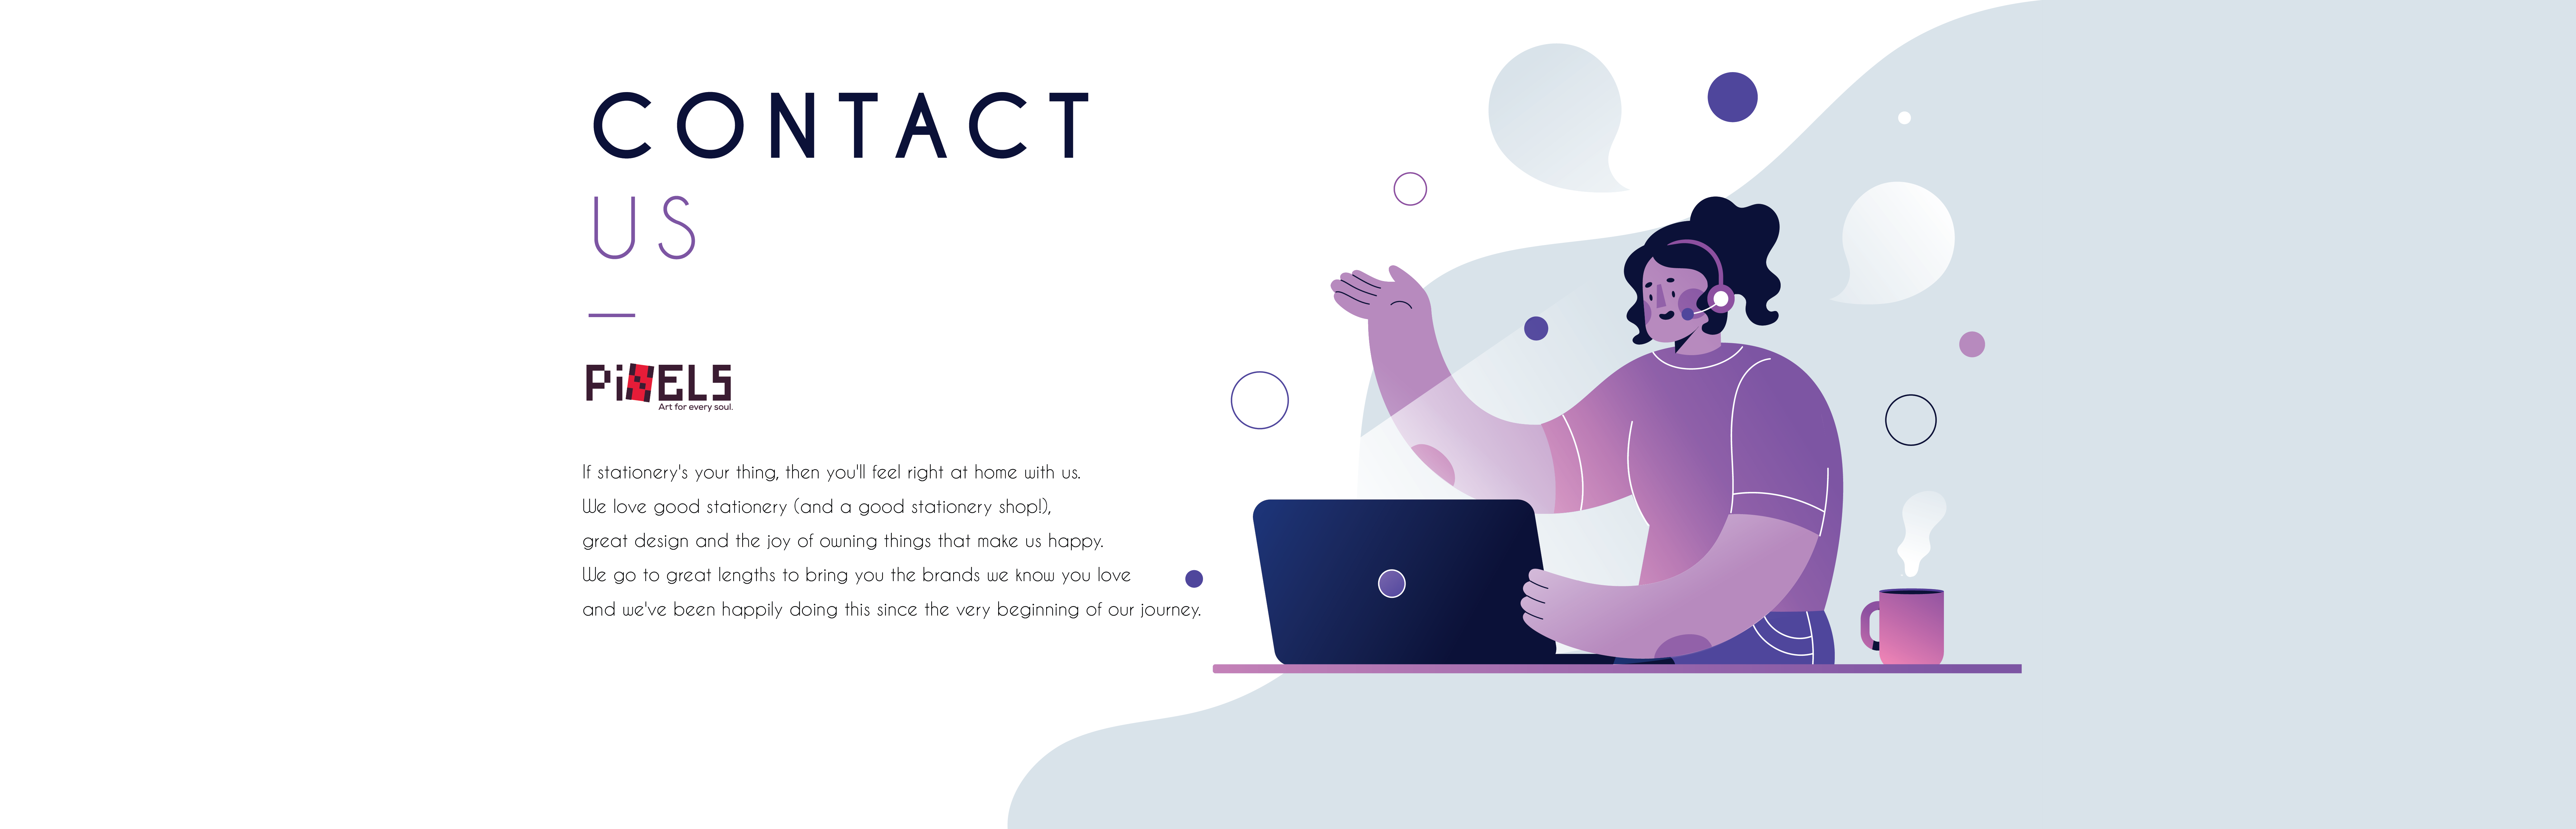 CONTACT
US
PiXELS
Art for every soul.
If stationery's your thing, then you'll feel right at home with us.
We love good stationery (and a good stationery shop!),
great design and the joy of owning things that make us happy.
We go to great lengths to bring you the brands we know you love
and we've been happily doing this since the very beginning of our journey.